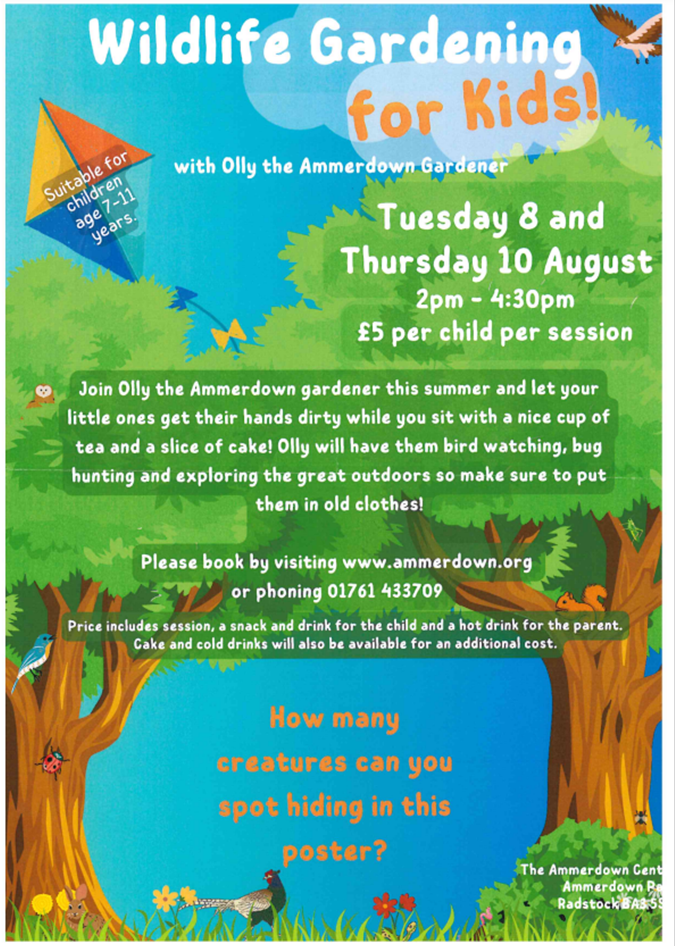 Wildlife Gardening
for Kids!
with Olly the Ammerdown Gardener
Suitable for
children
age 7-11
years.
Tuesday 8 and
Thursday 10 August
2pm - 4:30pm
£5 per child per session
Join Olly the Ammerdown gardener this summer and let your
little ones get their hands dirty while you sit with a nice cup of
tea and a slice of cake! Olly will have them bird watching, bug
hunting and exploring the great outdoors so make sure to put
them in old clothes!
Please book by visiting www.ammerdown.org
or phoning 01761 433709
Price includes session, a snack and drink for the child and a hot drink for the parent.
Cake and cold drinks will also be available for an additional cost.
How many
creatures can you
spot hiding in this
poster?
The Ammerdown Cent
Ammerdown Pa
Radstock BA3 5S